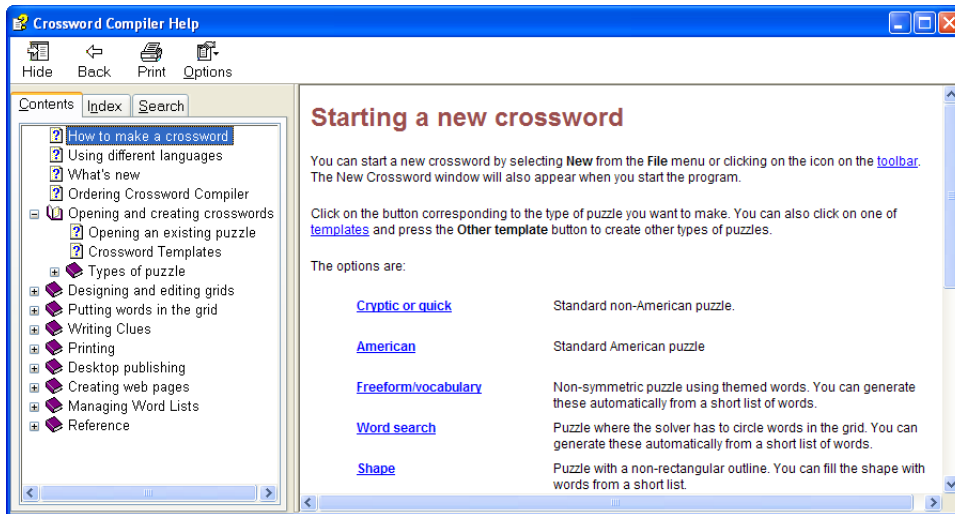 Crossword Compiler Help
Hide Back Print Options
Contents Index Search
How to make a crossword
Using different languages
What's new
Ordering Crossword Compiler
Opening and creating crosswords
Opening an existing puzzle
Crossword Templates
Types of puzzle
Designing and editing grids
Putting words in the grid
Writing Clues
Printing
Desktop publishing
Creating web pages
Managing Word Lists
Reference
Starting a new crossword
You can start a new crossword by selecting New from the File menu or clicking on the icon on the toolbar.
The New Crossword window will also appear when you start the program.
Click on the button corresponding to the type of puzzle you want to make. You can also click on one of
templates and press the Other template button to create other types of puzzles.
The options are:
Cryptic or quick Standard non-American puzzle.
American Standard American puzzle
Freeform/vocabulary Non-symmetric puzzle using themed words. You can generate
these automatically from a short list of words.
Word search Puzzle where the solver has to circle words in the grid. You can
generate these automatically from a short list of words.
Shape Puzzle with a non-rectangular outline. You can fill the shape with
words from a short list.